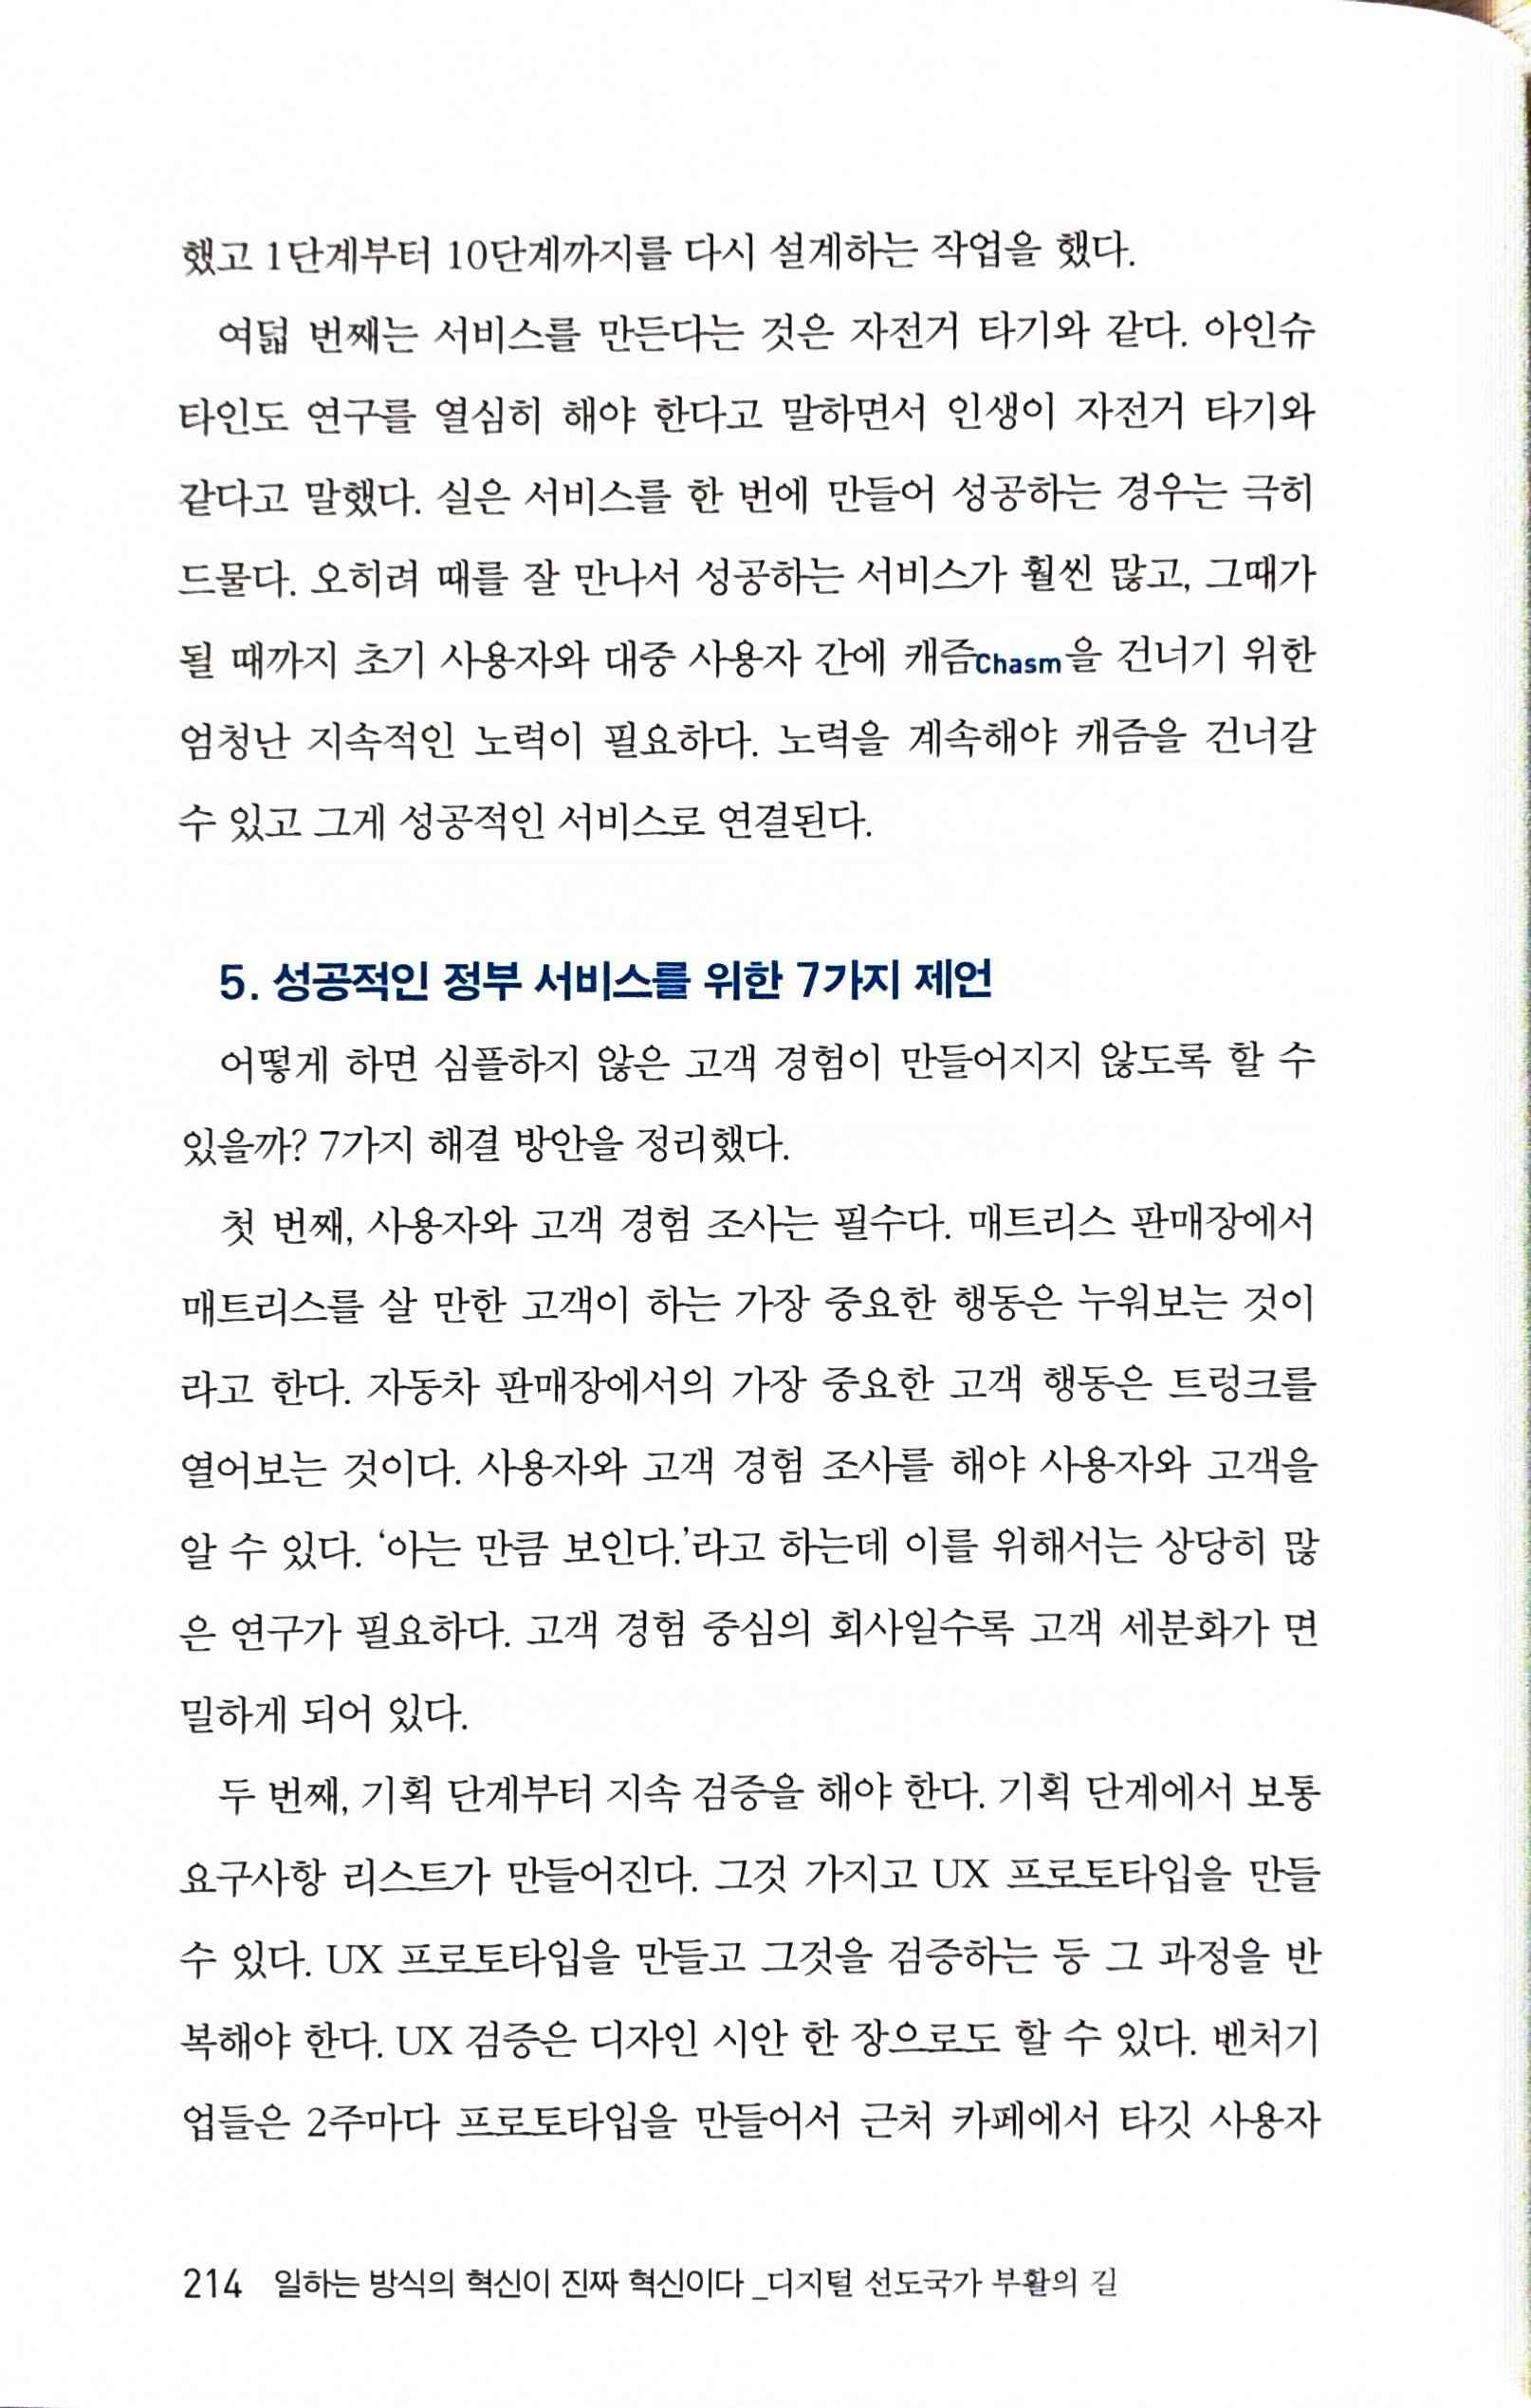 했고 1단계부터 10단계까지를 다시 설계하는 작업을 했다.
여덟 번째는 서비스를 만든다는 것은 자전거 타기와 같다. 아인슈
타인도 연구를 열심히 해야 한다고 말하면서 인생이 자전거 타기와
같다고 말했다. 실은 서비스를 한 번에 만들어 성공하는 경우는 극히
드물다. 오히려 때를 잘 만나서 성공하는 서비스가 훨씬 많고, 그때가
될 때까지 초기 사용자와 대중 사용자 간에 캐즘Chasm을 건너기 위한
엄청난 지속적인 노력이 필요하다. 노력을 계속해야 캐즘을 건너갈
수 있고 그게 성공적인 서비스로 연결된다.
5. 성공적인 정부 서비스를 위한 7가지 제언
어떻게 하면 심플하지 않은 고객 경험이 만들어지지 않도록 할 수
있을까? 7가지 해결 방안을 정리했다.
첫 번째, 사용자와 고객 경험 조사는 필수다. 매트리스 판매장에서
매트리스를 살 만한 고객이 하는 가장 중요한 행동은 누워보는 것이
라고 한다. 자동차 판매장에서의 가장 중요한 고객 행동은 트렁크를
열어보는 것이다. 사용자와 고객 경험 조사를 해야 사용자와 고객을
알 수 있다. ‘아는 만큼 보인다.’라고 하는데 이를 위해서는 상당히 많
은 연구가 필요하다. 고객 경험 중심의 회사일수록 고객 세분화가 면
밀하게 되어 있다.
두 번째, 기획 단계부터 지속 검증을 해야 한다. 기획 단계에서 보통
요구사항 리스트가 만들어진다. 그것 가지고 UX 프로토타입을 만들
수 있다. UX 프로토타입을 만들고 그것을 검증하는 등 그 과정을 반
복해야 한다. UX 검증은 디자인 시안 한 장으로도 할 수 있다. 벤처기
업들은 2주마다 프로토타입을 만들어서 근처 카페에서 타깃 사용자
214 일하는 방식의 혁신이 진짜 혁신이다 _디지털 선도국가 부활의 길